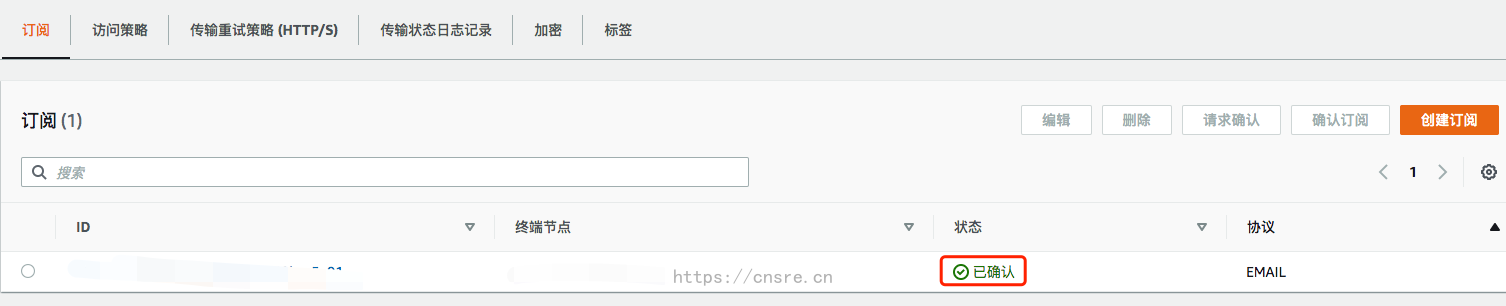 订阅 访问策略 传输重试策略 (HTTP/S) 传输状态日志记录 加密 标签
订阅 (1) 编辑 删除 请求确认 确认订阅 创建订阅
搜索 1
ID 终端节点 状态 协议
https://cnsre.cn 已确认 EMAIL